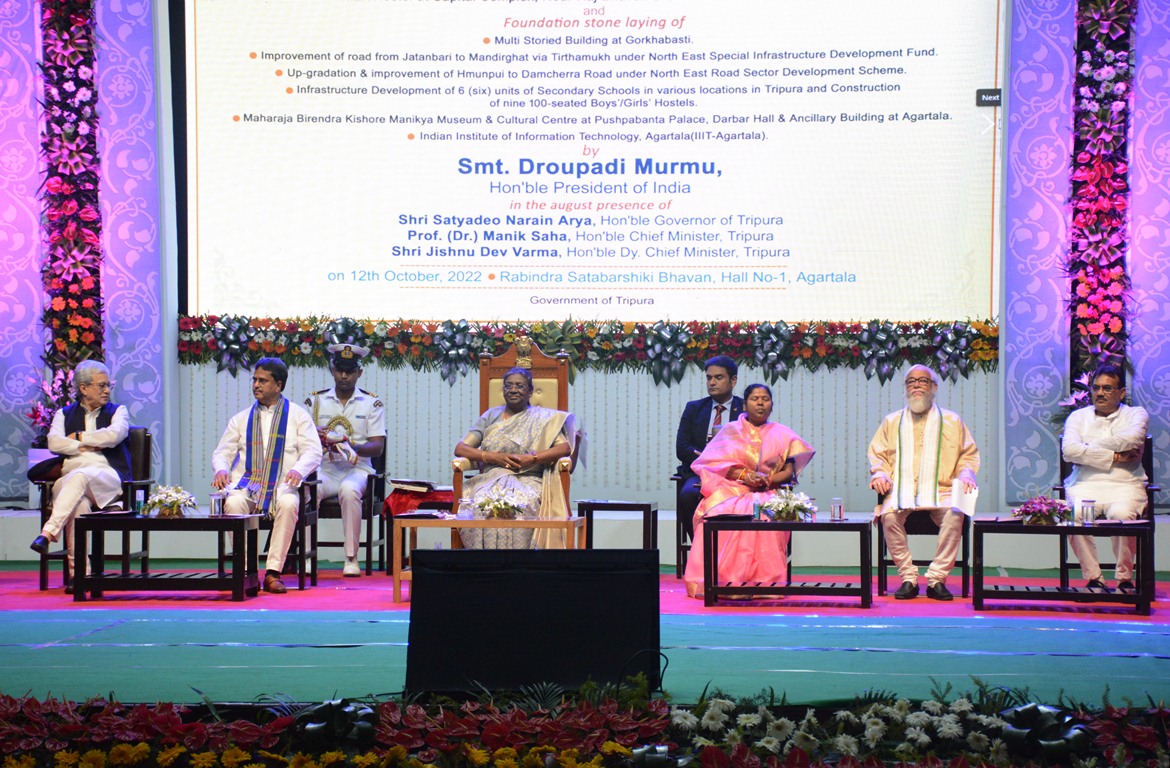 and
Foundation stone laying of
Multi Storied Building at Gorkhabasti.
Improvement of road from Jatanbari to Mandirghat via Tirthamukh under North East Special Infrastructure Development Fund.
Up-gradation & improvement of Hmunpui to Damcherra Road under North East Road Sector Development Scheme.
Infrastructure Development of 6 (six) units of Secondary Schools in various locations in Tripura and Construction
of nine 100-seated Boys'/Girls' Hostels.
Next
Maharaja Birendra Kishore Manikya Museum & Cultural Centre at Pushpabanta Palace, Darbar Hall & Ancillary Building at Agartala.
Indian Institute of Information Technology, Agartala(IIIT-Agartala).
by
Smt. Droupadi Murmu,
Hon'ble President of India
in the august presence of
Shri Satyadeo Narain Arya, Hon'ble Governor of Tripura
Prof. (Dr.) Manik Saha, Hon'ble Chief Minister, Tripura
Shri Jishnu Dev Varma, Hon'ble Dy. Chief Minister, Tripura
on 12th October, 2022 ● Rabindra Satabarshiki Bhavan, Hall No-1, Agartala
Government of Tripura